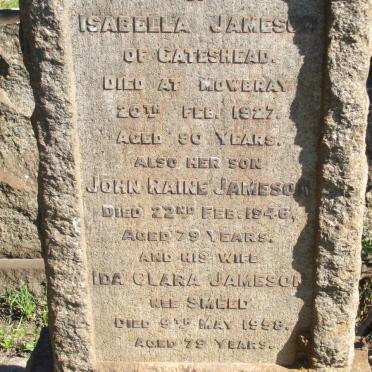 ISABELLA JAMESON
OF GATESHEAD.
DIED AT MOWBRAY
20TH FEB. 1927.
AGED 90 YEARS.
ALSO HER SON
JOHN RAINE JAMESON
DIED 22ND FEB. 1946,
AGED 79 YEARS.
AND HIS WIFE
IDA CLARA JAMESON
NEE SMEED
DIED 9TH MAY 1958.
AGED 79 YEARS.